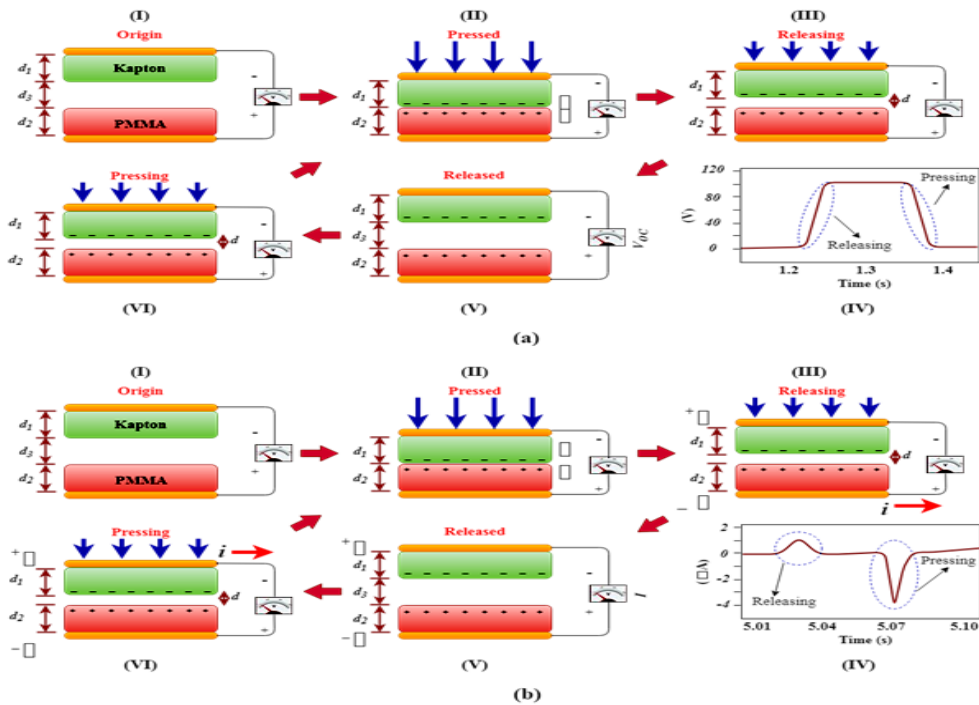 (I) (II) (III)
Origin Pressed Releasing
d1 Kapton - d1 - d1 -
d3 d
d2 PMMA + d2 + d2 +
Pressing Released
d1 - d1 - 
d d3
d2 + d2 +
VOC
(V)
120
80
40
0
Pressing
Releasing
1.2 1.3 1.4
Time (s)
(VI) (V) (IV)
(a)
(I) (II) (III)
Origin Pressed Releasing
d1 Kapton - d1 - + □ d1 -
d3 □ d
d2 PMMA + d2 □ + d2 +
− □ i
Pressing i Released
+ □ + □
d1 - d1 -
d d3
d2 + d2 +
− □ − □
I
(□A)
2
0
-2
-4
Releasing
Pressing
5.01 5.04 5.07 5.10
Time (s)
(VI) (V) (IV)
(b)